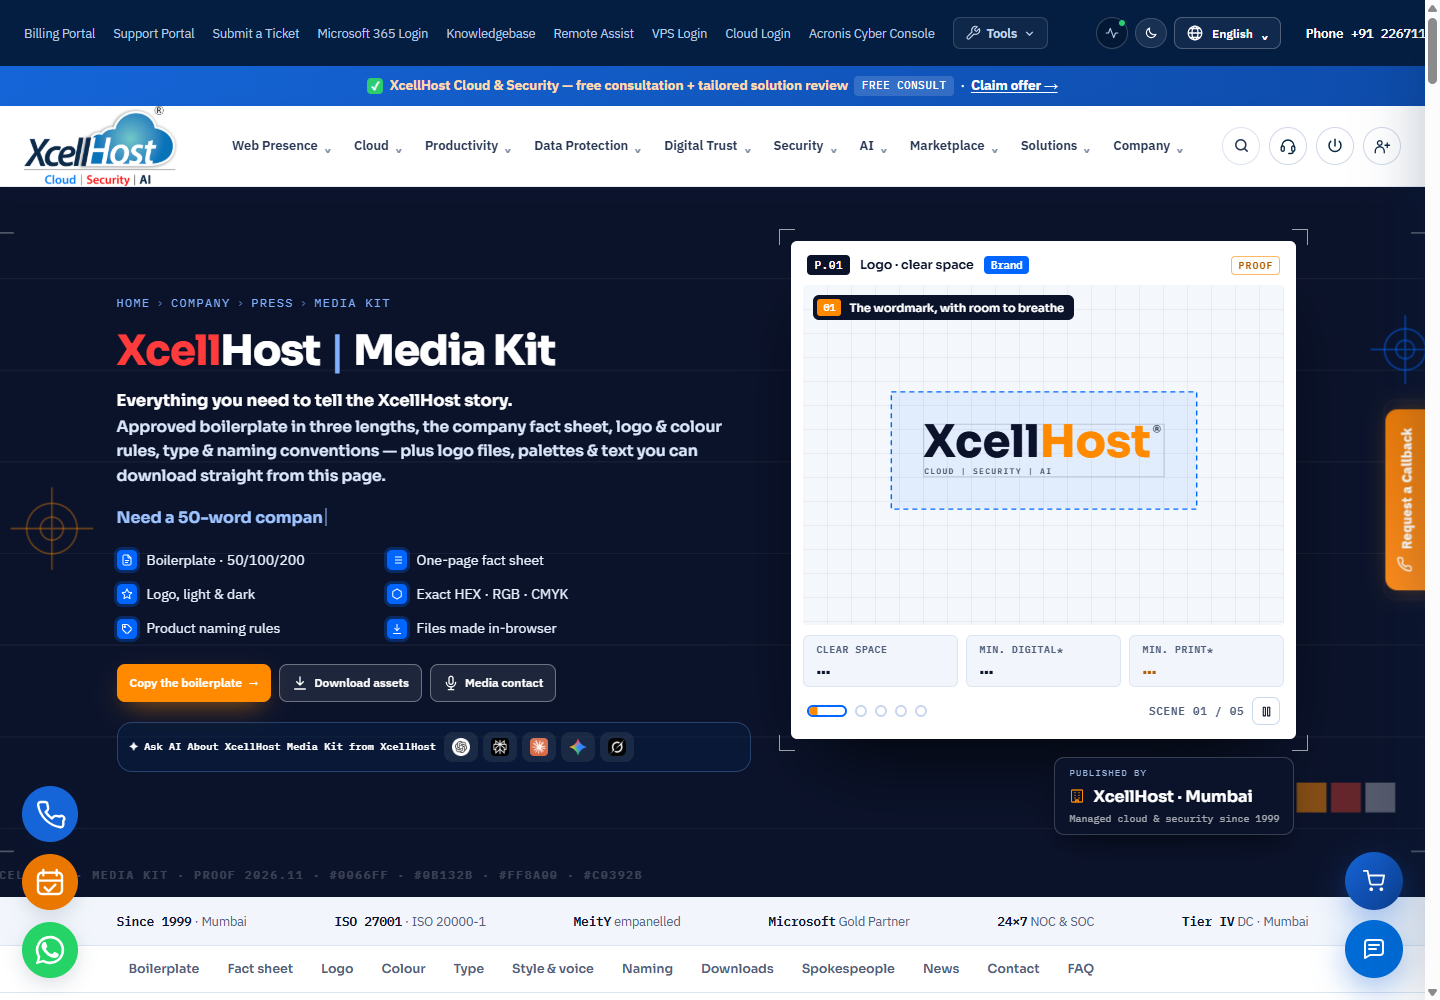 Billing Portal Support Portal Submit a Ticket Microsoft 365 Login Knowledgebase Remote Assist VPS Login Cloud Login Acronis Cyber Console Tools English Phone +91 226711
XcellHost Cloud & Security — free consultation + tailored solution review FREE CONSULT · Claim offer →
XcellHost®
Cloud | Security | AI
Web Presence Cloud Productivity Data Protection Digital Trust Security AI Marketplace Solutions Company
HOME › COMPANY › PRESS › MEDIA KIT
XcellHost | Media Kit
Everything you need to tell the XcellHost story.
Approved boilerplate in three lengths, the company fact sheet, logo & colour
rules, type & naming conventions — plus logo files, palettes & text you can
download straight from this page.
Need a 50-word compan
Boilerplate · 50/100/200 One-page fact sheet
Logo, light & dark Exact HEX · RGB · CMYK
Product naming rules Files made in-browser
Copy the boilerplate → Download assets Media contact
✦ Ask AI About XcellHost Media Kit from XcellHost
P.01 Logo · clear space Brand PROOF
01 The wordmark, with room to breathe
XcellHost®
CLOUD | SECURITY | AI
CLEAR SPACE MIN. DIGITAL* MIN. PRINT*
… … …
SCENE 01 / 05
Request a Callback
PUBLISHED BY
XcellHost · Mumbai
Managed cloud & security since 1999
MEDIA KIT · PROOF 2026.11 · #0066FF · #0B132B · #FF8A00 · #C0392B
Since 1999 · Mumbai ISO 27001 · ISO 20000-1 MeitY empanelled Microsoft Gold Partner 24×7 NOC & SOC Tier IV DC · Mumbai
Boilerplate Fact sheet Logo Colour Type Style & voice Naming Downloads Spokespeople News Contact FAQ